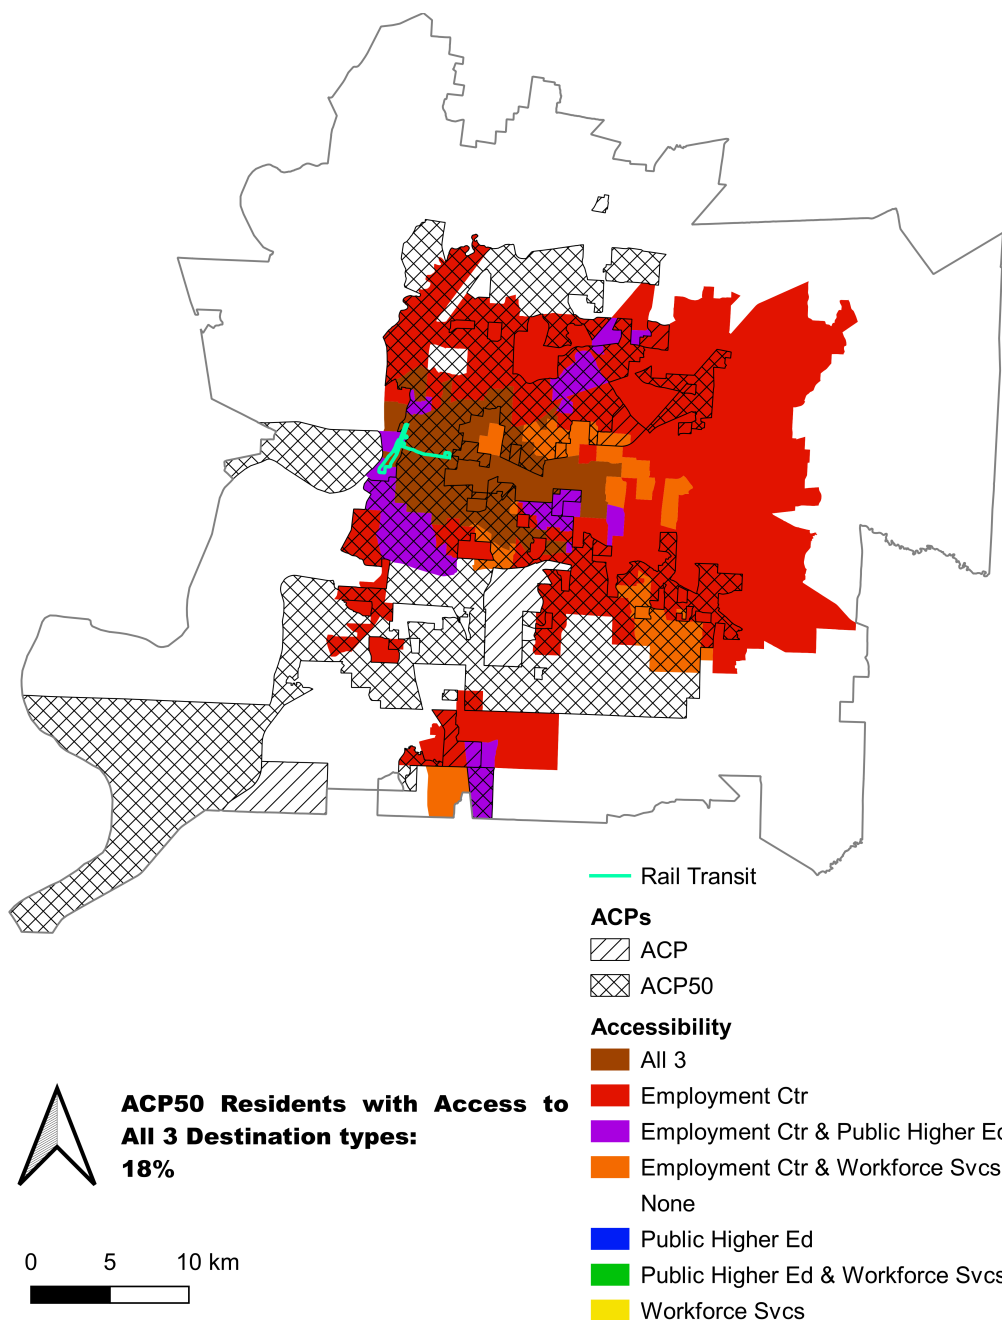 Rail Transit
ACPs
ACP
ACP50
Accessibility
All 3
Employment Ctr
Employment Ctr & Public Higher Ed
Employment Ctr & Workforce Svcs
None
Public Higher Ed
Public Higher Ed & Workforce Svcs
Workforce Svcs
ACP50 Residents with Access to
All 3 Destination types:
18%
0 5 10 km